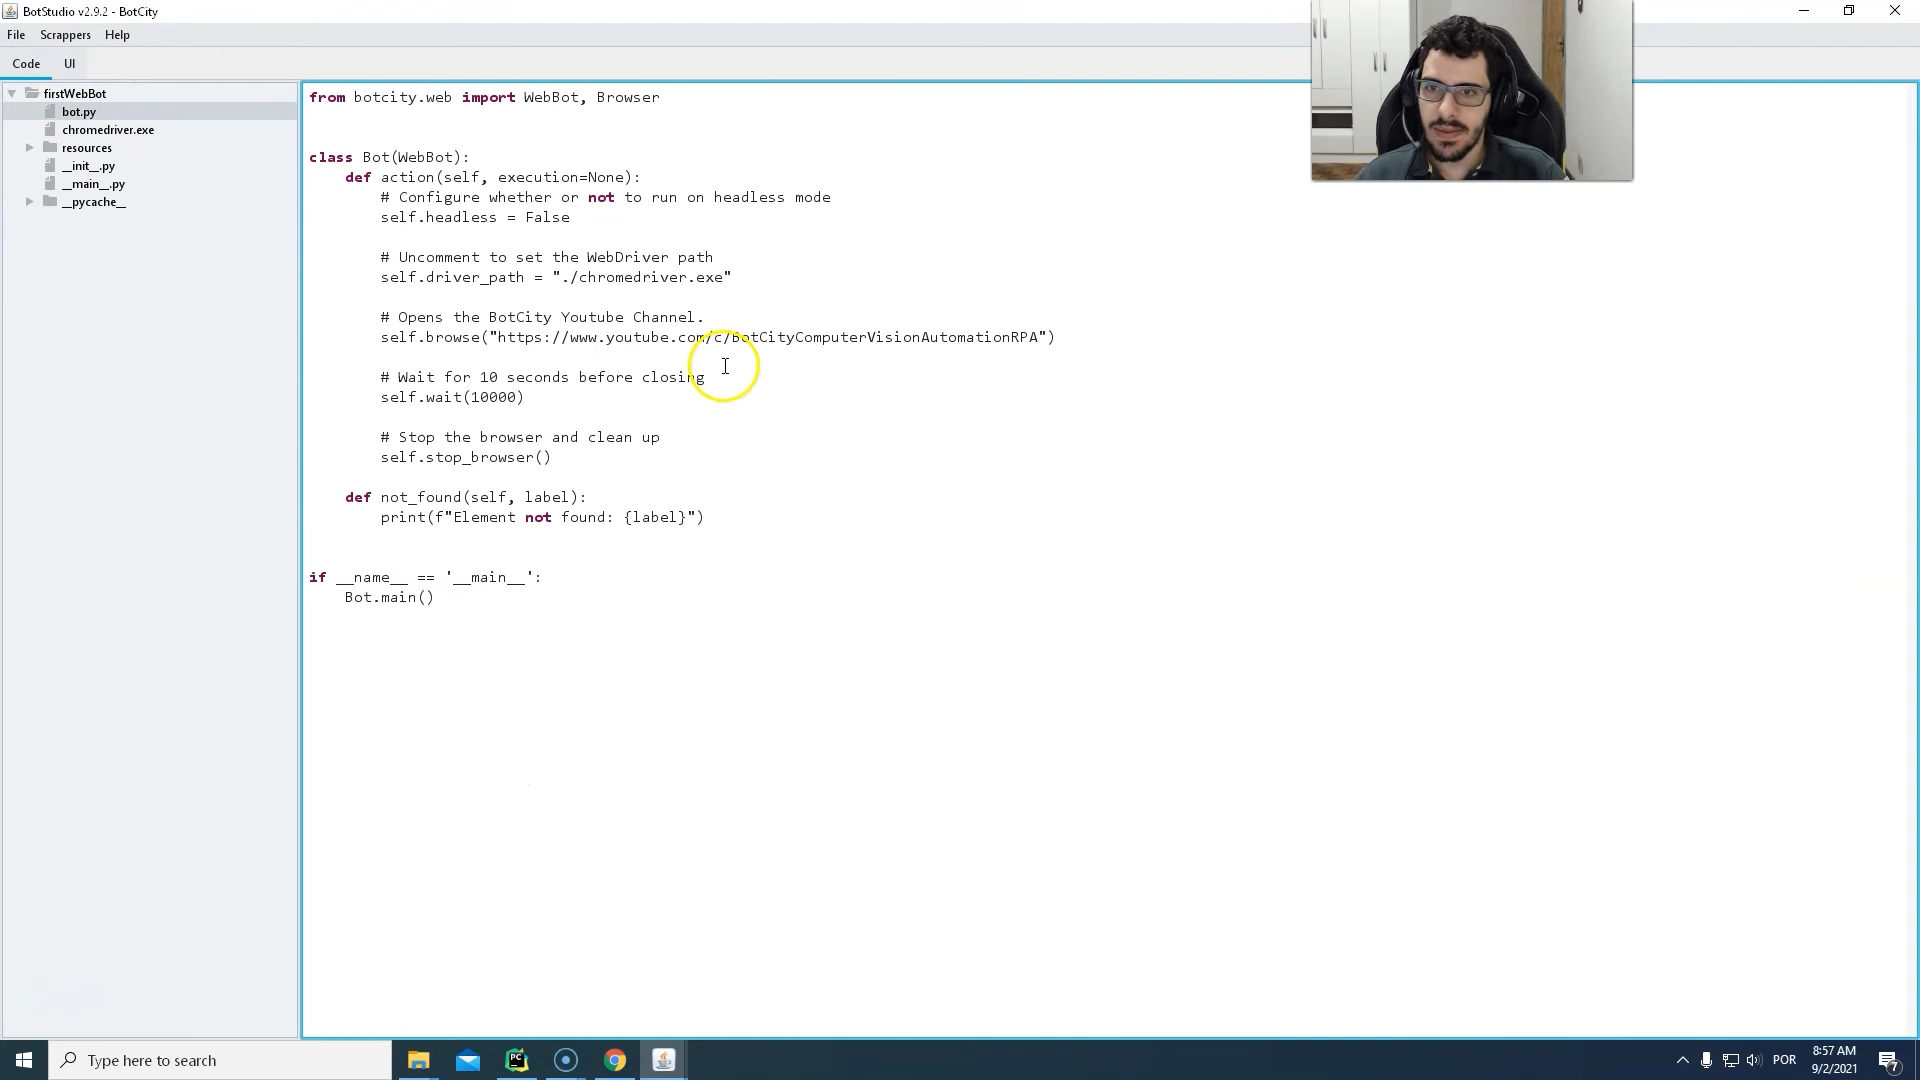 BotStudio v2.9.2 - BotCity
File Scrappers Help
Code UI
firstWebBot
bot.py
chromedriver.exe
resources
__init__.py
__main__.py
__pycache__
from botcity.web import WebBot, Browser
class Bot(WebBot):
def action(self, execution=None):
# Configure whether or not to run on headless mode
self.headless = False
# Uncomment to set the WebDriver path
self.driver_path = "./chromedriver.exe"
# Opens the BotCity Youtube Channel.
self.browse("https://www.youtube.com/c/BotCityComputerVisionAutomationRPA")
# Wait for 10 seconds before closing
self.wait(10000)
# Stop the browser and clean up
self.stop_browser()
def not_found(self, label):
print(f"Element not found: {label}")
if __name__ == '__main__':
Bot.main()
Type here to search
PC
POR
8:57 AM
9/2/2021
7